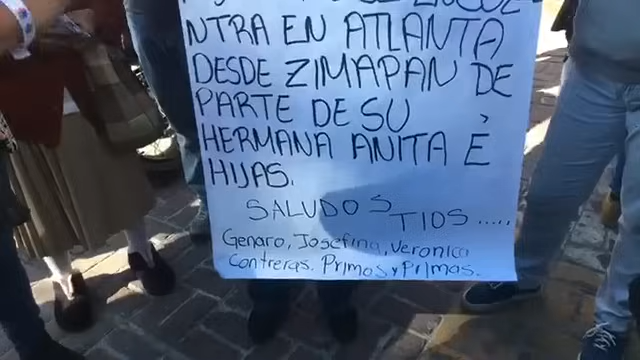 NTRA EN ATLANTA
DESDE ZIMAPAN DE
PARTE DE SU
HERMANA ANITA É
HIJAS.
SALUDOS TIOS.....
Genaro, Josefina, Veronica
Contreras. Primos y Primas.